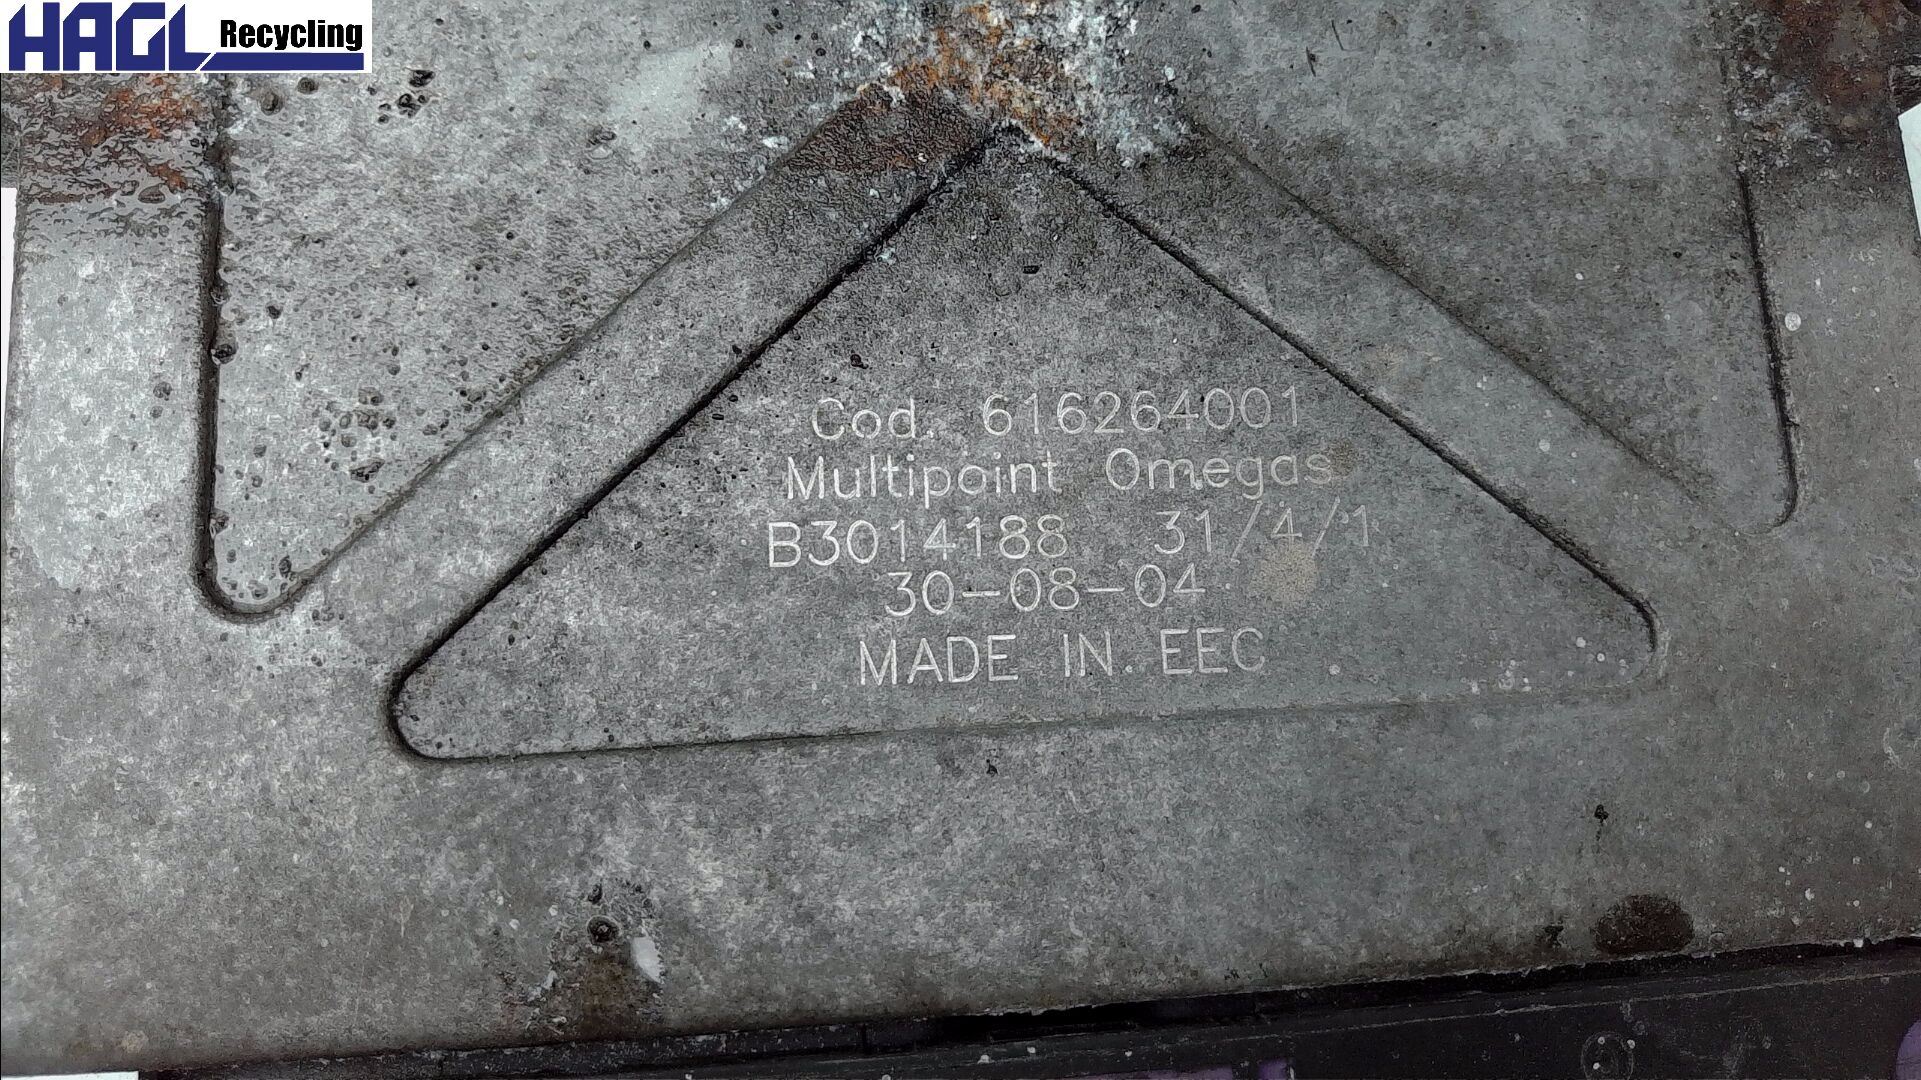 HAGL Recycling
Cod. 616264001
Multipoint Omegas
B3014188 31/4/1
30-08-04
MADE IN EEC